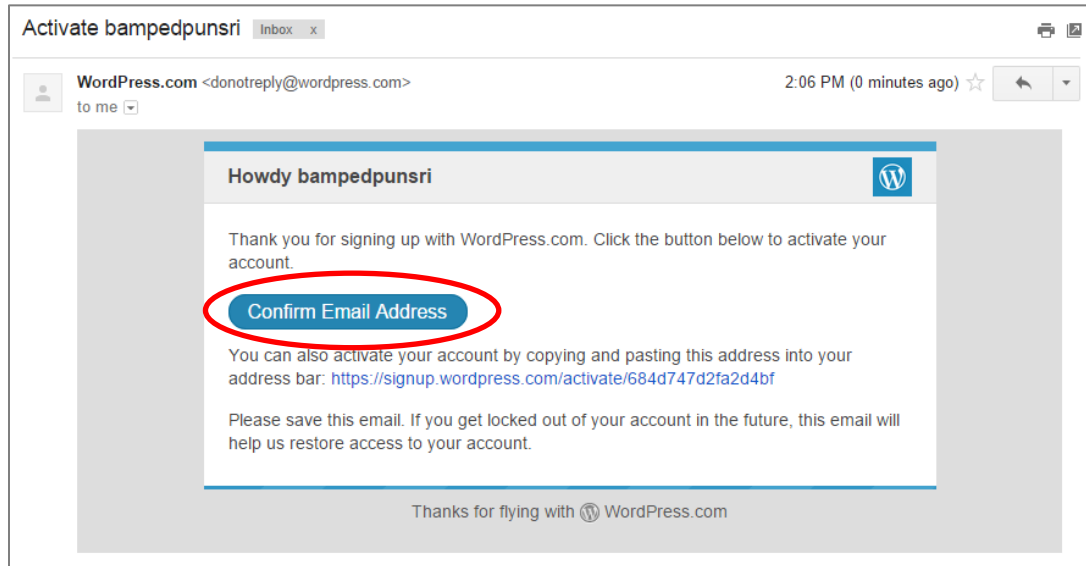 Activate bampedpunsri Inbox x
WordPress.com <donotreply@wordpress.com> 2:06 PM (0 minutes ago)
to me
Howdy bampedpunsri
Thank you for signing up with WordPress.com. Click the button below to activate your
account.
Confirm Email Address
You can also activate your account by copying and pasting this address into your
address bar: https://signup.wordpress.com/activate/684d747d2fa2d4bf
Please save this email. If you get locked out of your account in the future, this email will
help us restore access to your account.
Thanks for flying with WordPress.com